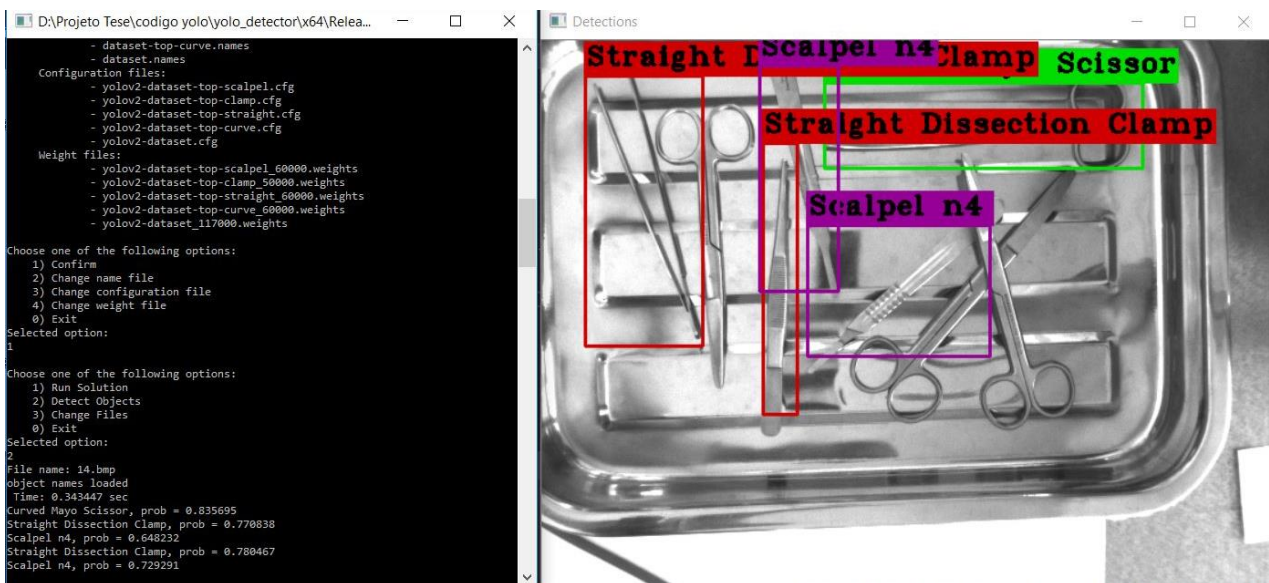 D:\Projeto Tese\codigo yolo\yolo_detector\x64\Relea...
- dataset-top-curve.names
- dataset.names
Configuration files:
- yolov2-dataset-top-scalpel.cfg
- yolov2-dataset-top-clamp.cfg
- yolov2-dataset-top-straight.cfg
- yolov2-dataset-top-curve.cfg
- yolov2-dataset.cfg
Weight files:
- yolov2-dataset-top-scalpel_60000.weights
- yolov2-dataset-top-clamp_50000.weights
- yolov2-dataset-top-straight_60000.weights
- yolov2-dataset-top-curve_60000.weights
- yolov2-dataset_117000.weights
Choose one of the following options:
1) Confirm
2) Change name file
3) Change configuration file
4) Change weight file
0) Exit
Selected option:
1
Choose one of the following options:
1) Run Solution
2) Detect Objects
3) Change Files
0) Exit
Selected option:
2
File name: 14.bmp
object names loaded
Time: 0.343447 sec
Curved Mayo Scissor, prob = 0.835695
Straight Dissection Clamp, prob = 0.770838
Scalpel n4, prob = 0.648232
Straight Dissection Clamp, prob = 0.780467
Scalpel n4, prob = 0.729291
Detections
Scalpel n4
Straight D Clamp
Scissor
Straight Dissection Clamp
Scalpel n4